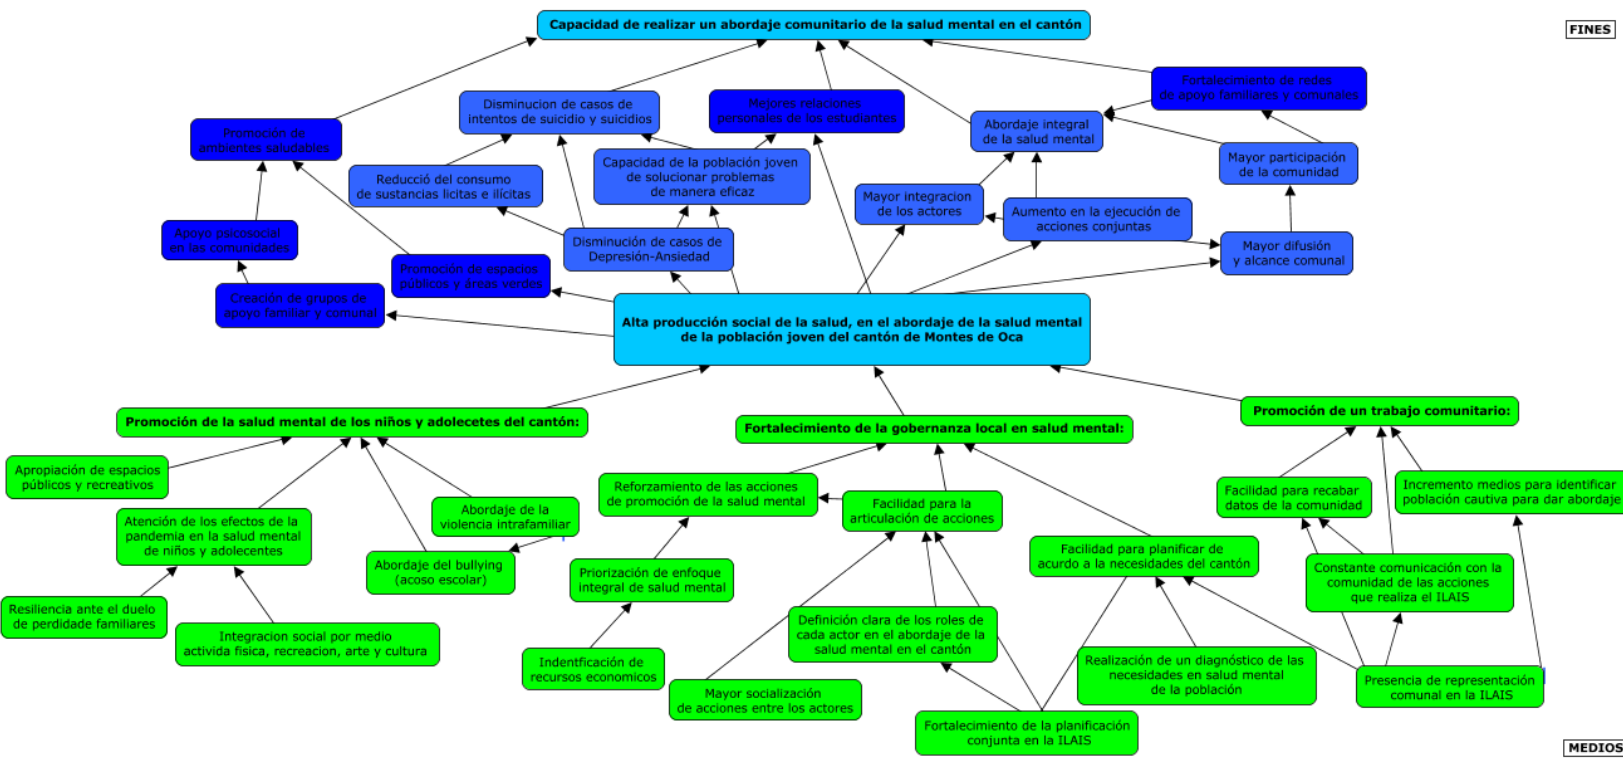 Capacidad de realizar un abordaje comunitario de la salud mental en el cantón
FINES
Fortalecimiento de redes
de apoyo familiares y comunales
Disminucion de casos de
intentos de suicidio y suicidios
Mejores relaciones
personales de los estudiantes
Abordaje integral
de la salud mental
Promoción de
ambientes saludables
Mayor participación
de la comunidad
Capacidad de la población joven
de solucionar problemas
de manera eficaz
Reducció del consumo
de sustancias licitas e ilícitas
Mayor integracion
de los actores
Aumento en la ejecución de
acciones conjuntas
Apoyo psicosocial
en las comunidades
Disminución de casos de
Depresión-Ansiedad
Mayor difusión
y alcance comunal
Promoción de espacios
públicos y áreas verdes
Creación de grupos de
apoyo familiar y comunal
Alta producción social de la salud, en el abordaje de la salud mental
de la población joven del cantón de Montes de Oca
Promoción de la salud mental de los niños y adolecetes del cantón:
Fortalecimiento de la gobernanza local en salud mental:
Promoción de un trabajo comunitario:
Apropiación de espacios
públicos y recreativos
Atención de los efectos de la
pandemia en la salud mental
de niños y adolecentes
Abordaje de la
violencia intrafamiliar
Abordaje del bullying
(acoso escolar)
Resiliencia ante el duelo
de perdidade familiares
Integracion social por medio
activida fisica, recreacion, arte y cultura
Reforzamiento de las acciones
de promoción de la salud mental
Facilidad para la
articulación de acciones
Priorización de enfoque
integral de salud mental
Facilidad para planificar de
acurdo a la necesidades del cantón
Definición clara de los roles de
cada actor en el abordaje de la
salud mental en el cantón
Indentficación de
recursos economicos
Mayor socialización
de acciones entre los actores
Realización de un diagnóstico de las
necesidades en salud mental
de la población
Fortalecimiento de la planificación
conjunta en la ILAIS
Facilidad para recabar
datos de la comunidad
Incremento medios para identificar
población cautiva para dar abordaje
Constante comunicación con la
comunidad de las acciones
que realiza el ILAIS
Presencia de representación
comunal en la ILAIS
MEDIOS